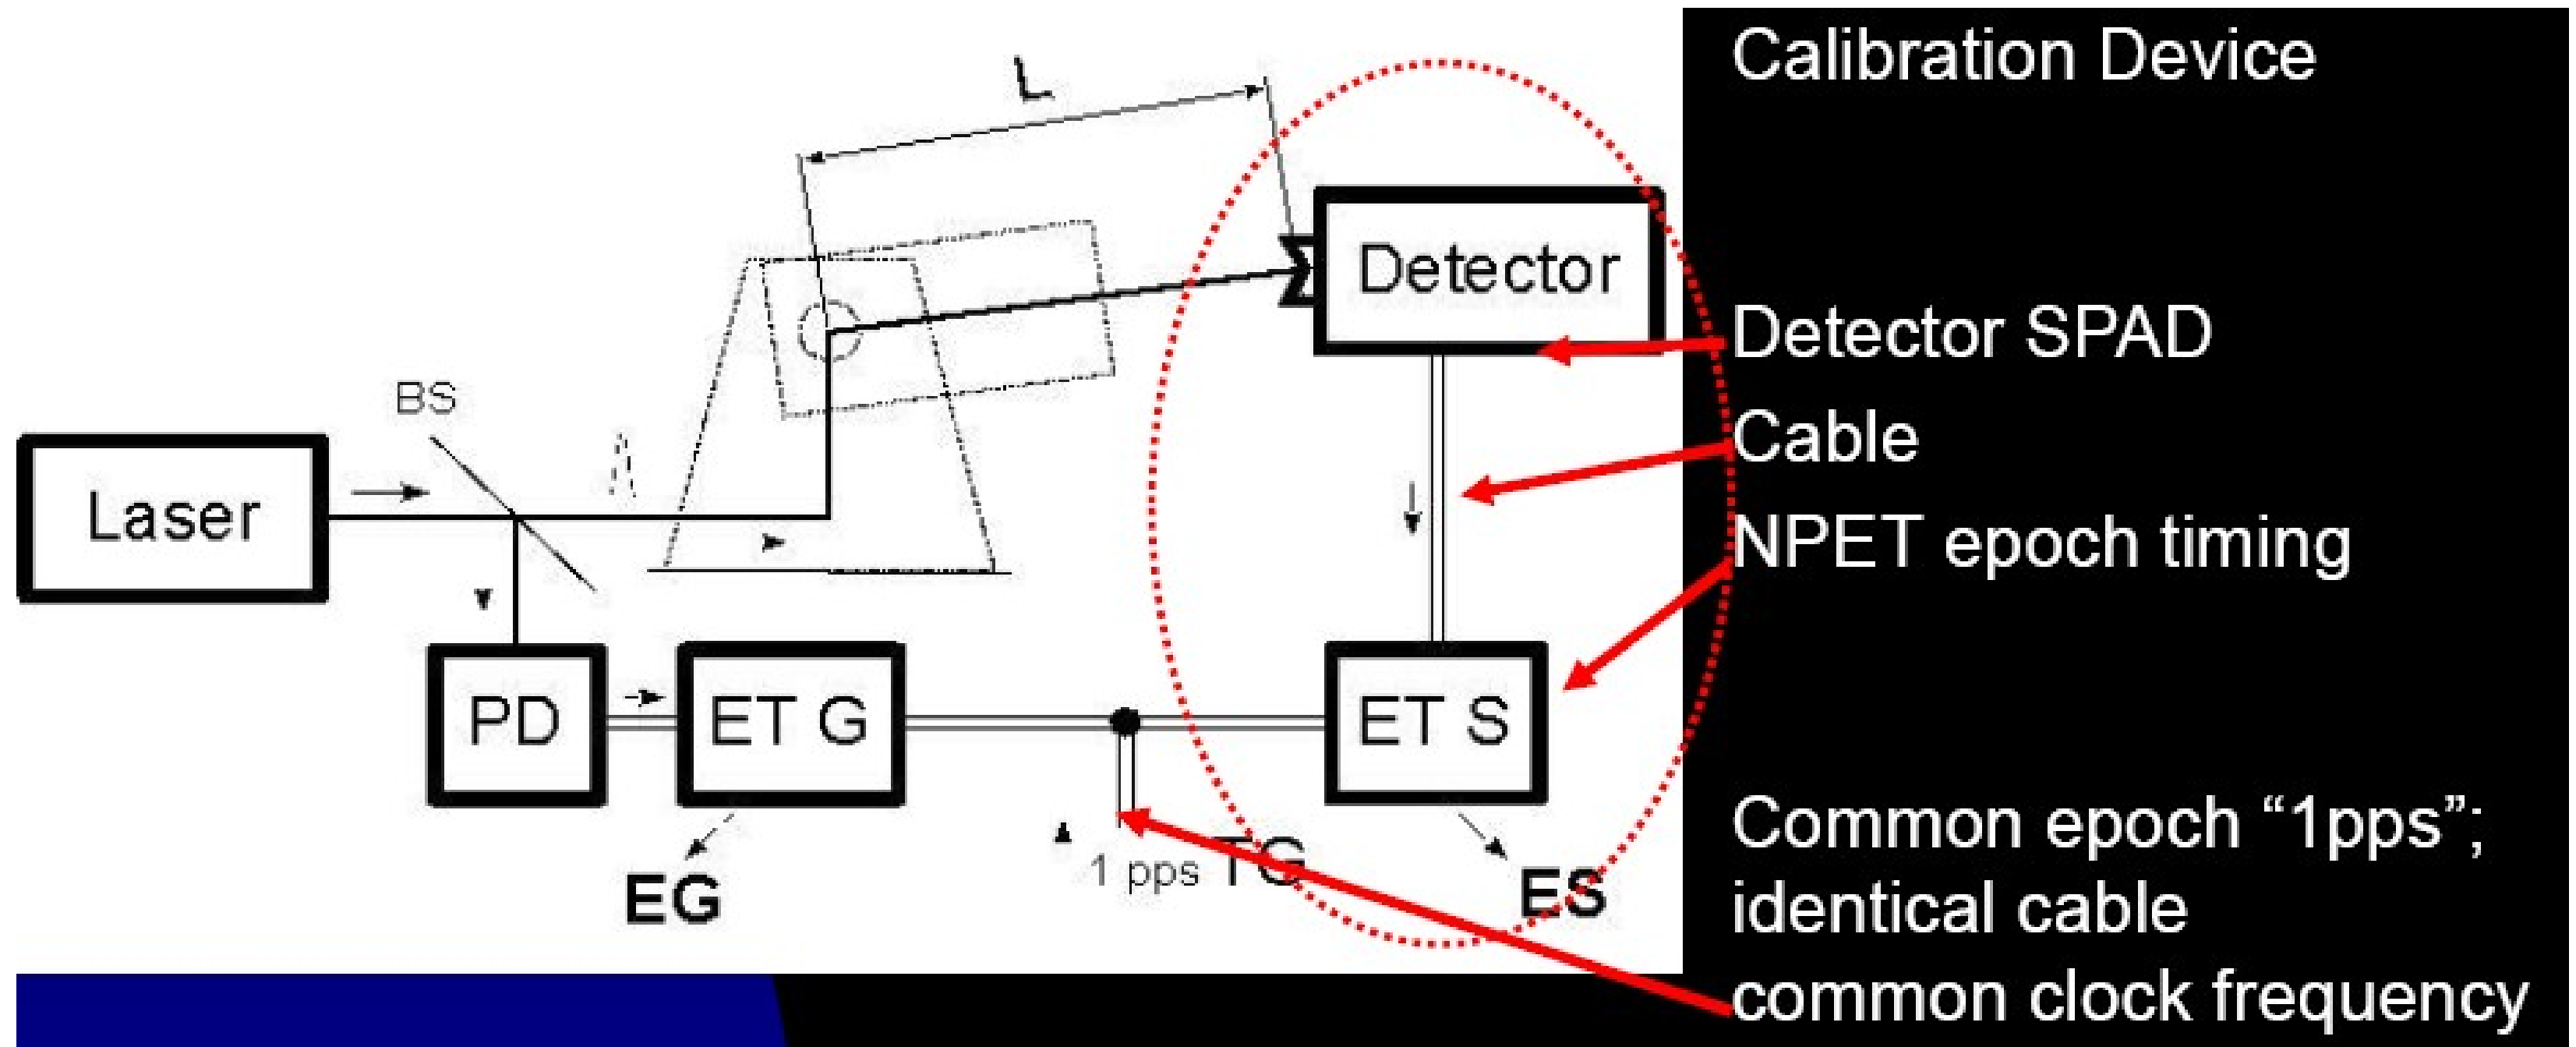 Calibration Device
L
Detector
Detector SPAD
BS
Cable
Laser
NPET epoch timing
PD
ET G
ET S
1 pps TG
EG
ES
Common epoch “1pps”;
identical cable
common clock frequency